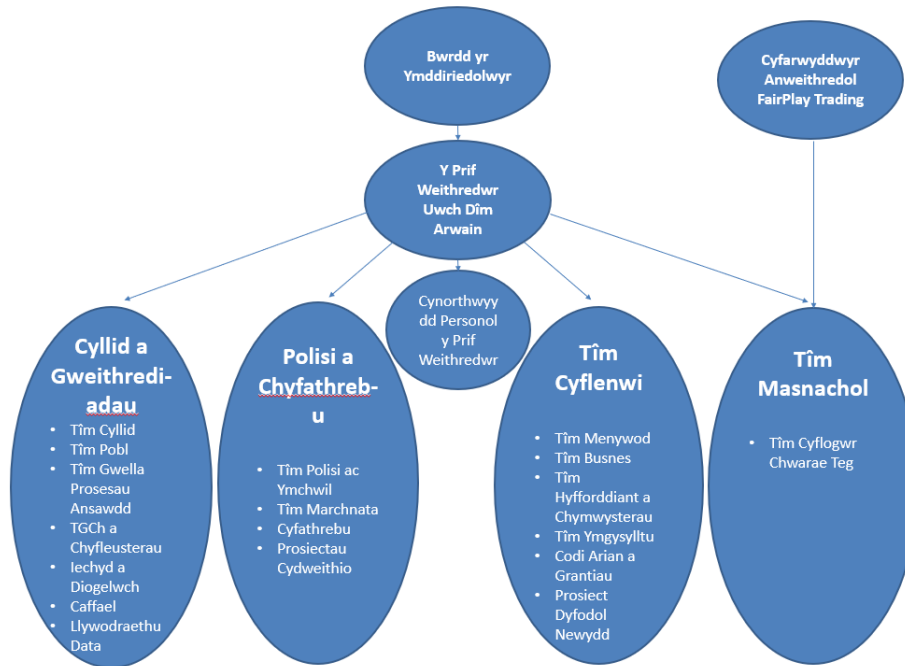 Bwrdd yr
Ymddiriedolwyr
Cyfarwyddwyr
Anweithredol
FairPlay Trading
Y Prif
Weithredwr
Uwch Dîm
Arwain
Cynorthwyy
dd Personol
y Prif
Weithredwr
Cyllid a
Gweithredi-
adau
• Tîm Cyllid
• Tîm Pobl
• Tîm Gwella
Prosesau
Ansawdd
• TGCh a
Chyfleusterau
• Iechyd a
Diogelwch
• Caffael
• Llywodraethu
Data
Polisi a
Chyfathreb-
u
• Tîm Polisi ac
Ymchwil
• Tîm Marchnata
• Cyfathrebu
• Prosiectau
Cydweithio
Tîm
Cyflenwi
• Tîm Menywod
• Tîm Busnes
• Tîm
Hyfforddiant a
Chymwysterau
• Tîm Ymgysylltu
• Codi Arian a
Grantiau
• Prosiect
Dyfodol
Newydd
Tîm
Masnachol
• Tîm Cyflogwr
Chwarae Teg